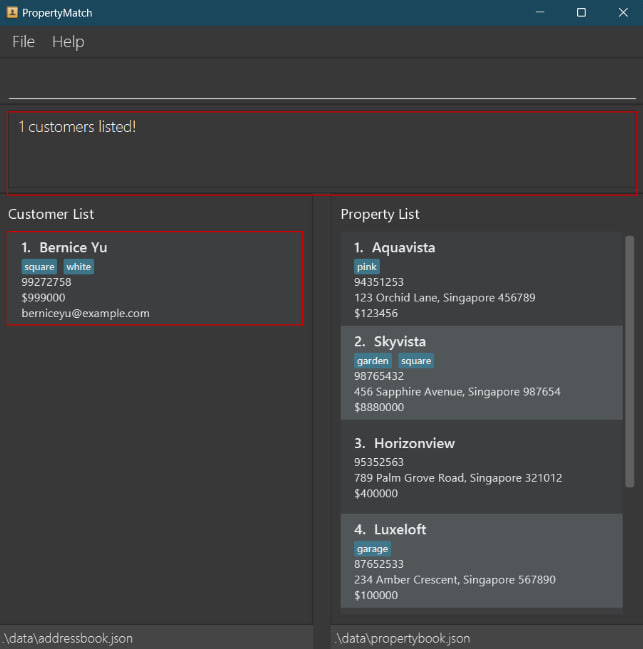 PropertyMatch
File Help
1 customers listed!
Customer List
1. Bernice Yu
square white
99272758
$999000
berniceyu@example.com
Property List
1. Aquavista
pink
94351253
123 Orchid Lane, Singapore 456789
$123456
2. Skyvista
garden square
98765432
456 Sapphire Avenue, Singapore 987654
$8880000
3. Horizonview
95352563
789 Palm Grove Road, Singapore 321012
$400000
4. Luxeloft
garage
87652533
234 Amber Crescent, Singapore 567890
$100000
.\data\addressbook.json
.\data\propertybook.json